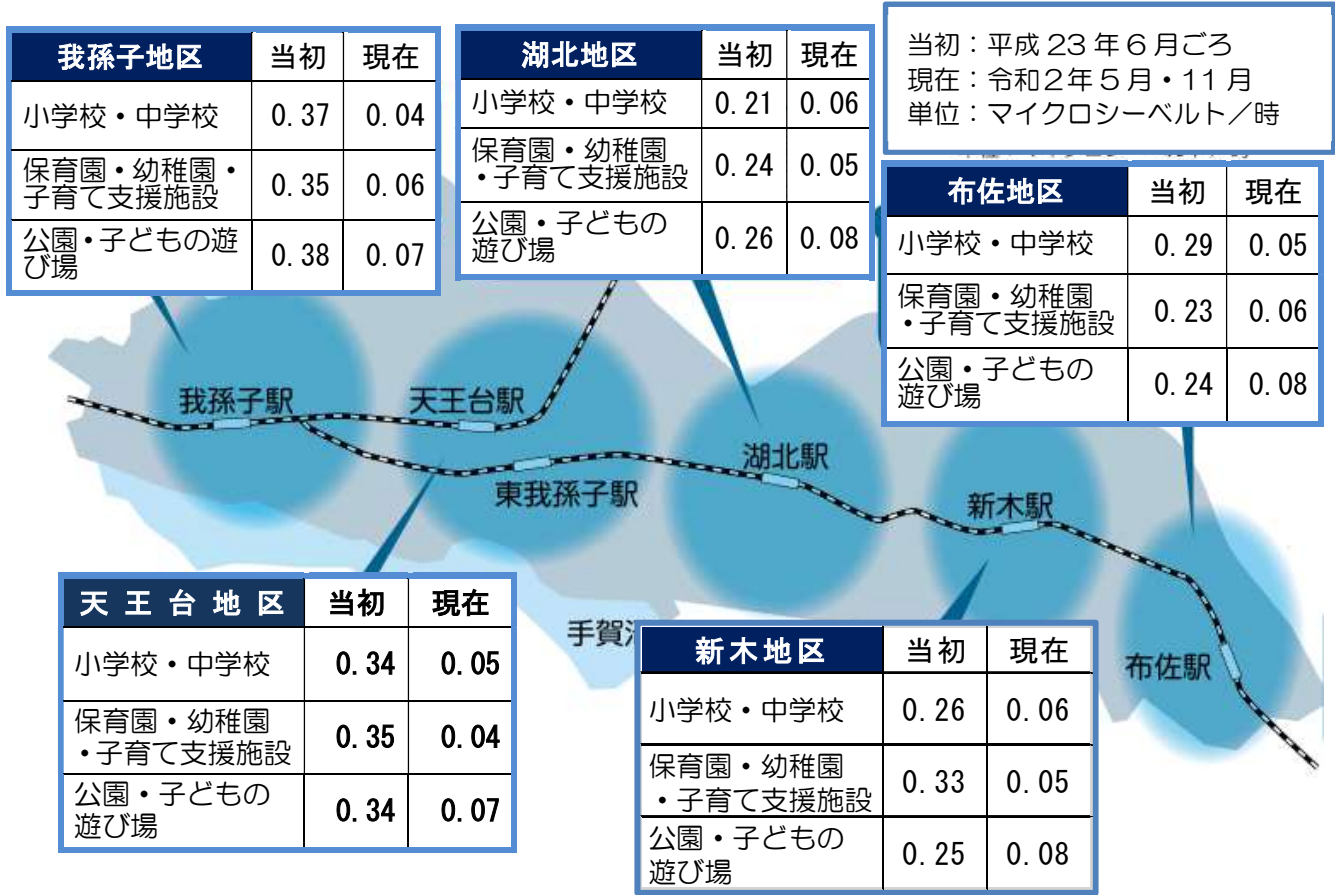 我孫子地区 当初 現在
小学校・中学校 0.37 0.04
保育園・幼稚園・
子育て支援施設 0.35 0.06
公園・子どもの遊
び場 0.38 0.07
湖北地区 当初 現在
小学校・中学校 0.21 0.06
保育園・幼稚園
・子育て支援施設 0.24 0.05
公園・子どもの
遊び場 0.26 0.08
当初：平成23年6月ごろ
現在：令和2年5月・11月
単位：マイクロシーベルト／時
布佐地区 当初 現在
小学校・中学校 0.29 0.05
保育園・幼稚園
・子育て支援施設 0.23 0.06
公園・子どもの
遊び場 0.24 0.08
我孫子駅
天王台駅
東我孫子駅
湖北駅
新木駅
布佐駅
手賀
天王台地区 当初 現在
小学校・中学校 0.34 0.05
保育園・幼稚園
・子育て支援施設 0.35 0.04
公園・子どもの
遊び場 0.34 0.07
新木地区 当初 現在
小学校・中学校 0.26 0.06
保育園・幼稚園
・子育て支援施設 0.33 0.05
公園・子どもの
遊び場 0.25 0.08